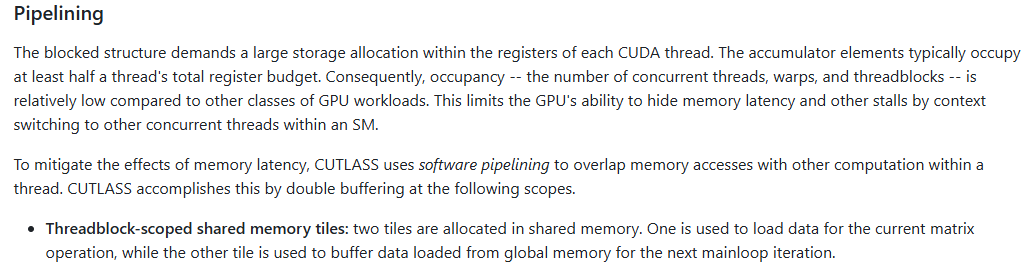 Pipelining
The blocked structure demands a large storage allocation within the registers of each CUDA thread. The accumulator elements typically occupy
at least half a thread's total register budget. Consequently, occupancy -- the number of concurrent threads, warps, and threadblocks -- is
relatively low compared to other classes of GPU workloads. This limits the GPU's ability to hide memory latency and other stalls by context
switching to other concurrent threads within an SM.
To mitigate the effects of memory latency, CUTLASS uses software pipelining to overlap memory accesses with other computation within a
thread. CUTLASS accomplishes this by double buffering at the following scopes.
• Threadblock-scoped shared memory tiles: two tiles are allocated in shared memory. One is used to load data for the current matrix
operation, while the other tile is used to buffer data loaded from global memory for the next mainloop iteration.